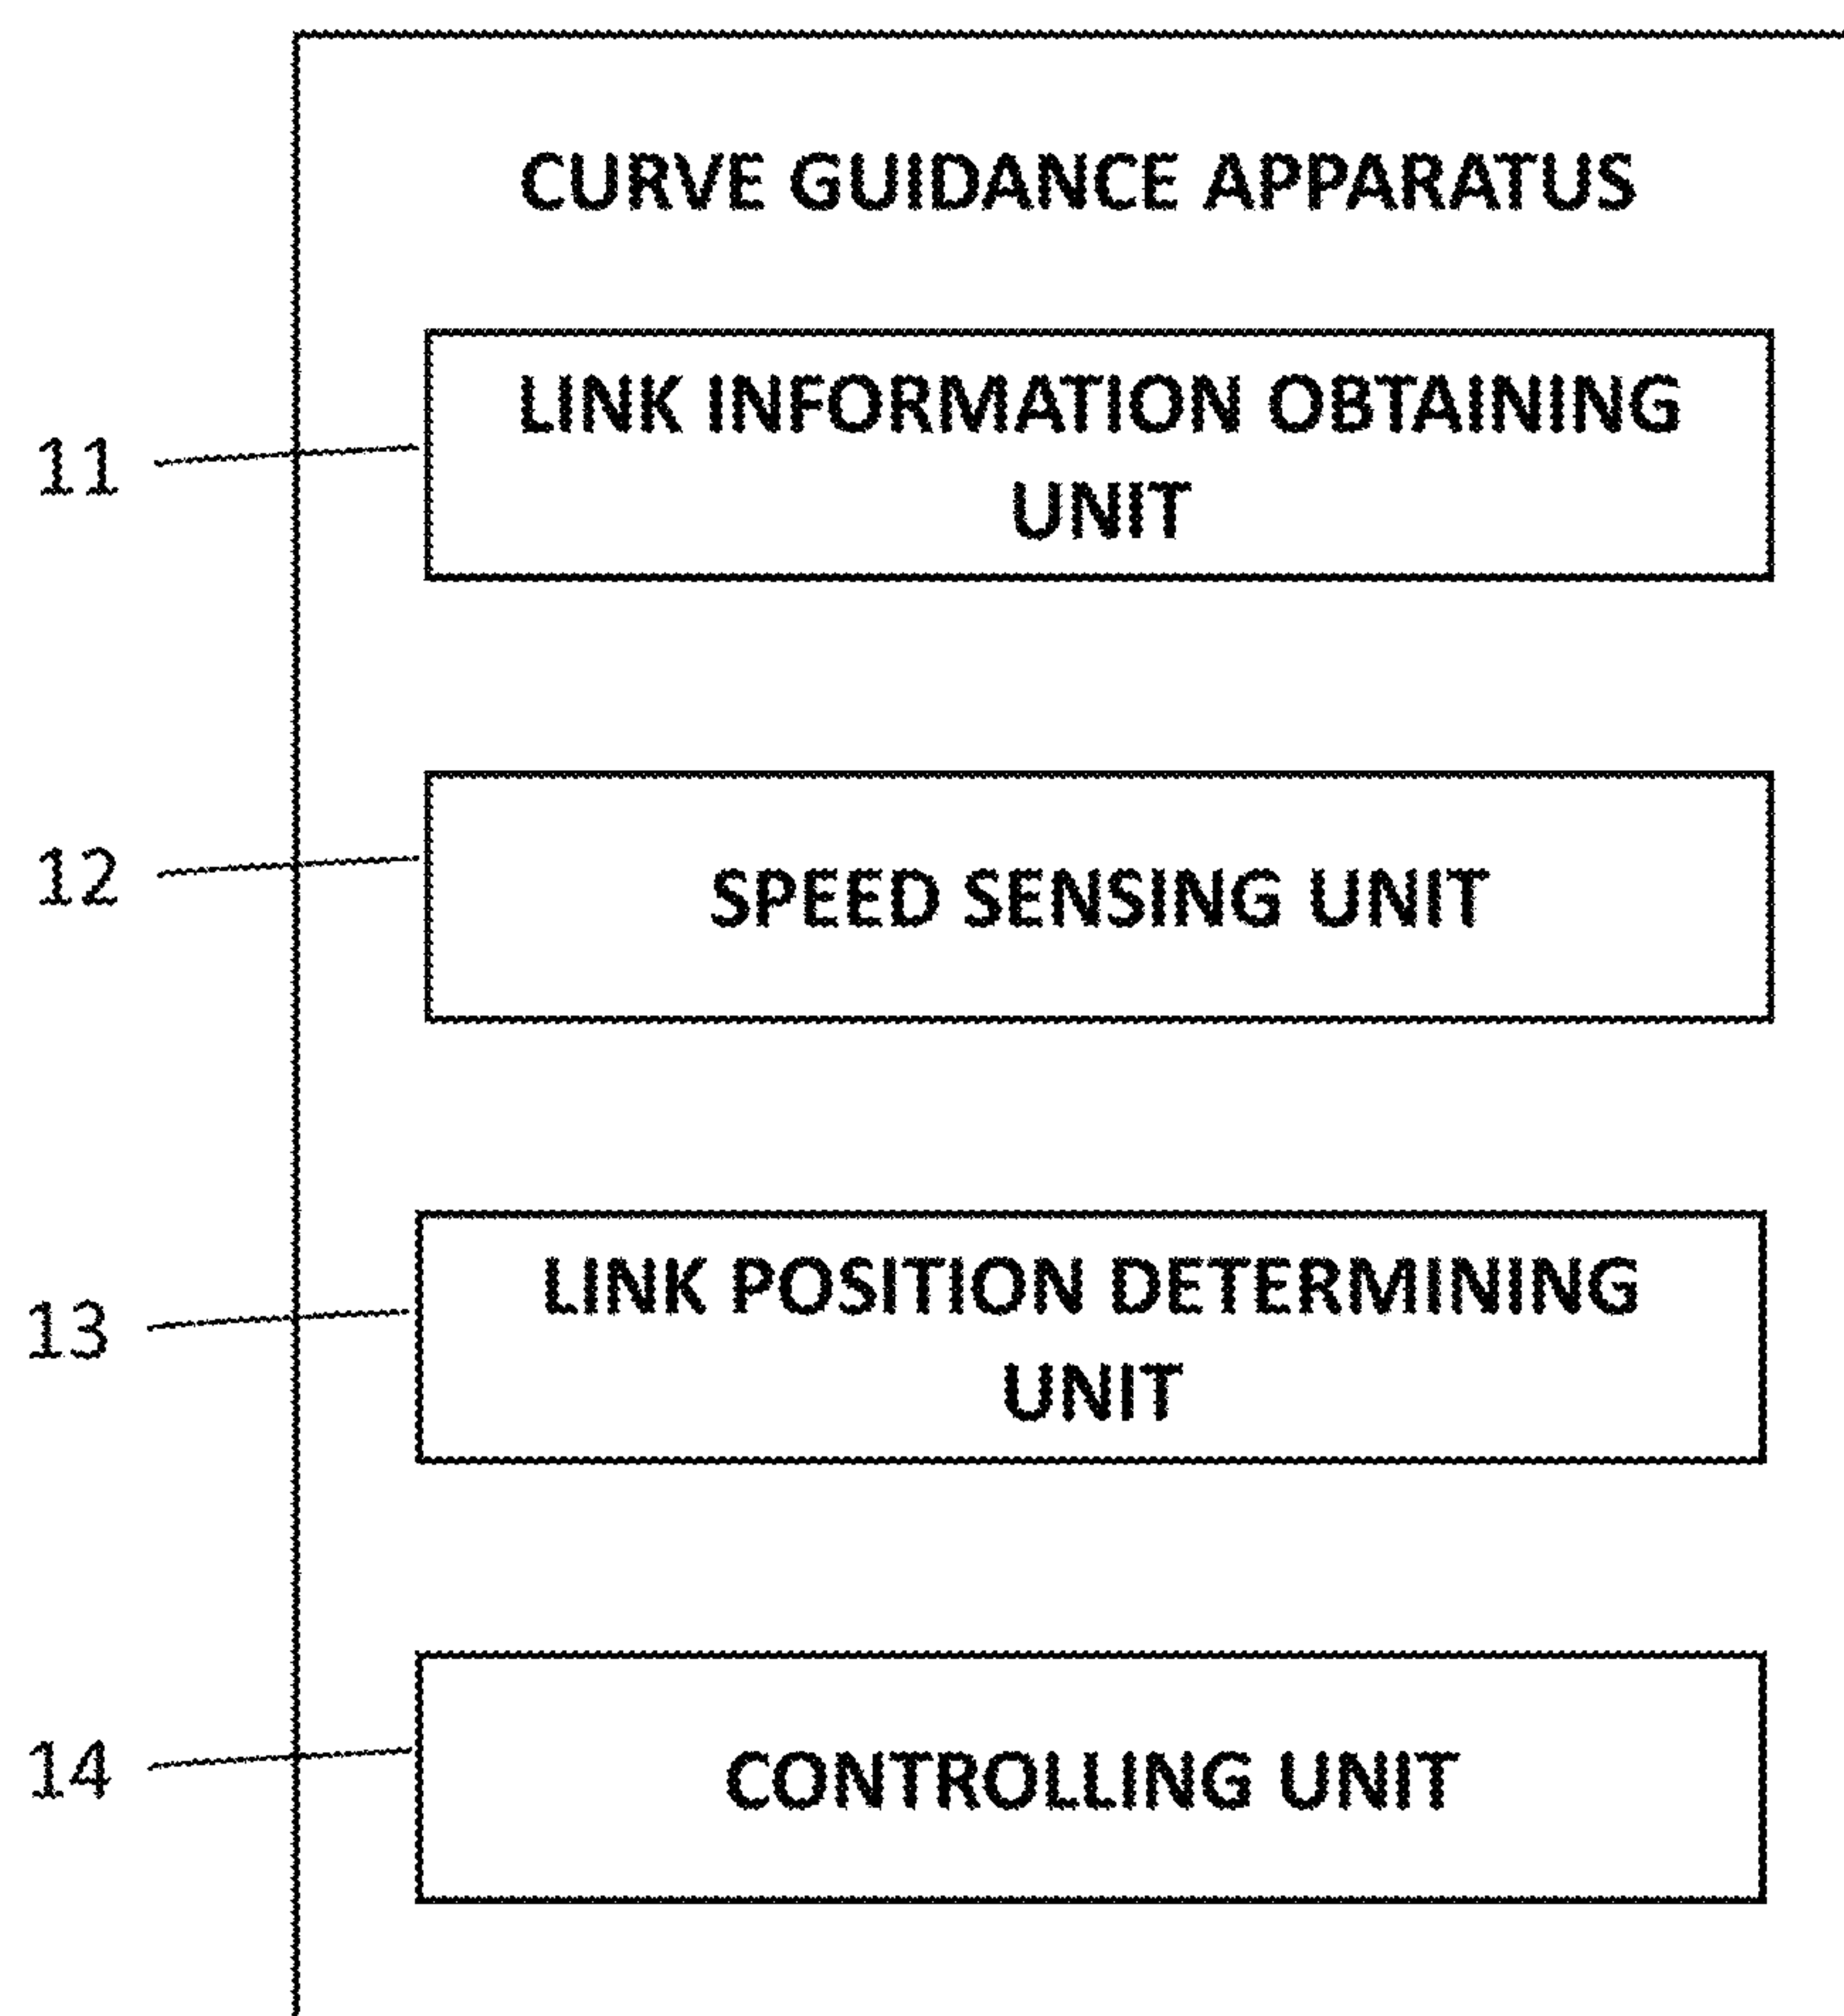 CURVE GUIDANCE APPARATUS
LINK INFORMATION OBTAINING
UNIT
11
SPEED SENSING UNIT
12
LINK POSITION DETERMINING
UNIT
13
CONTROLLING UNIT
14